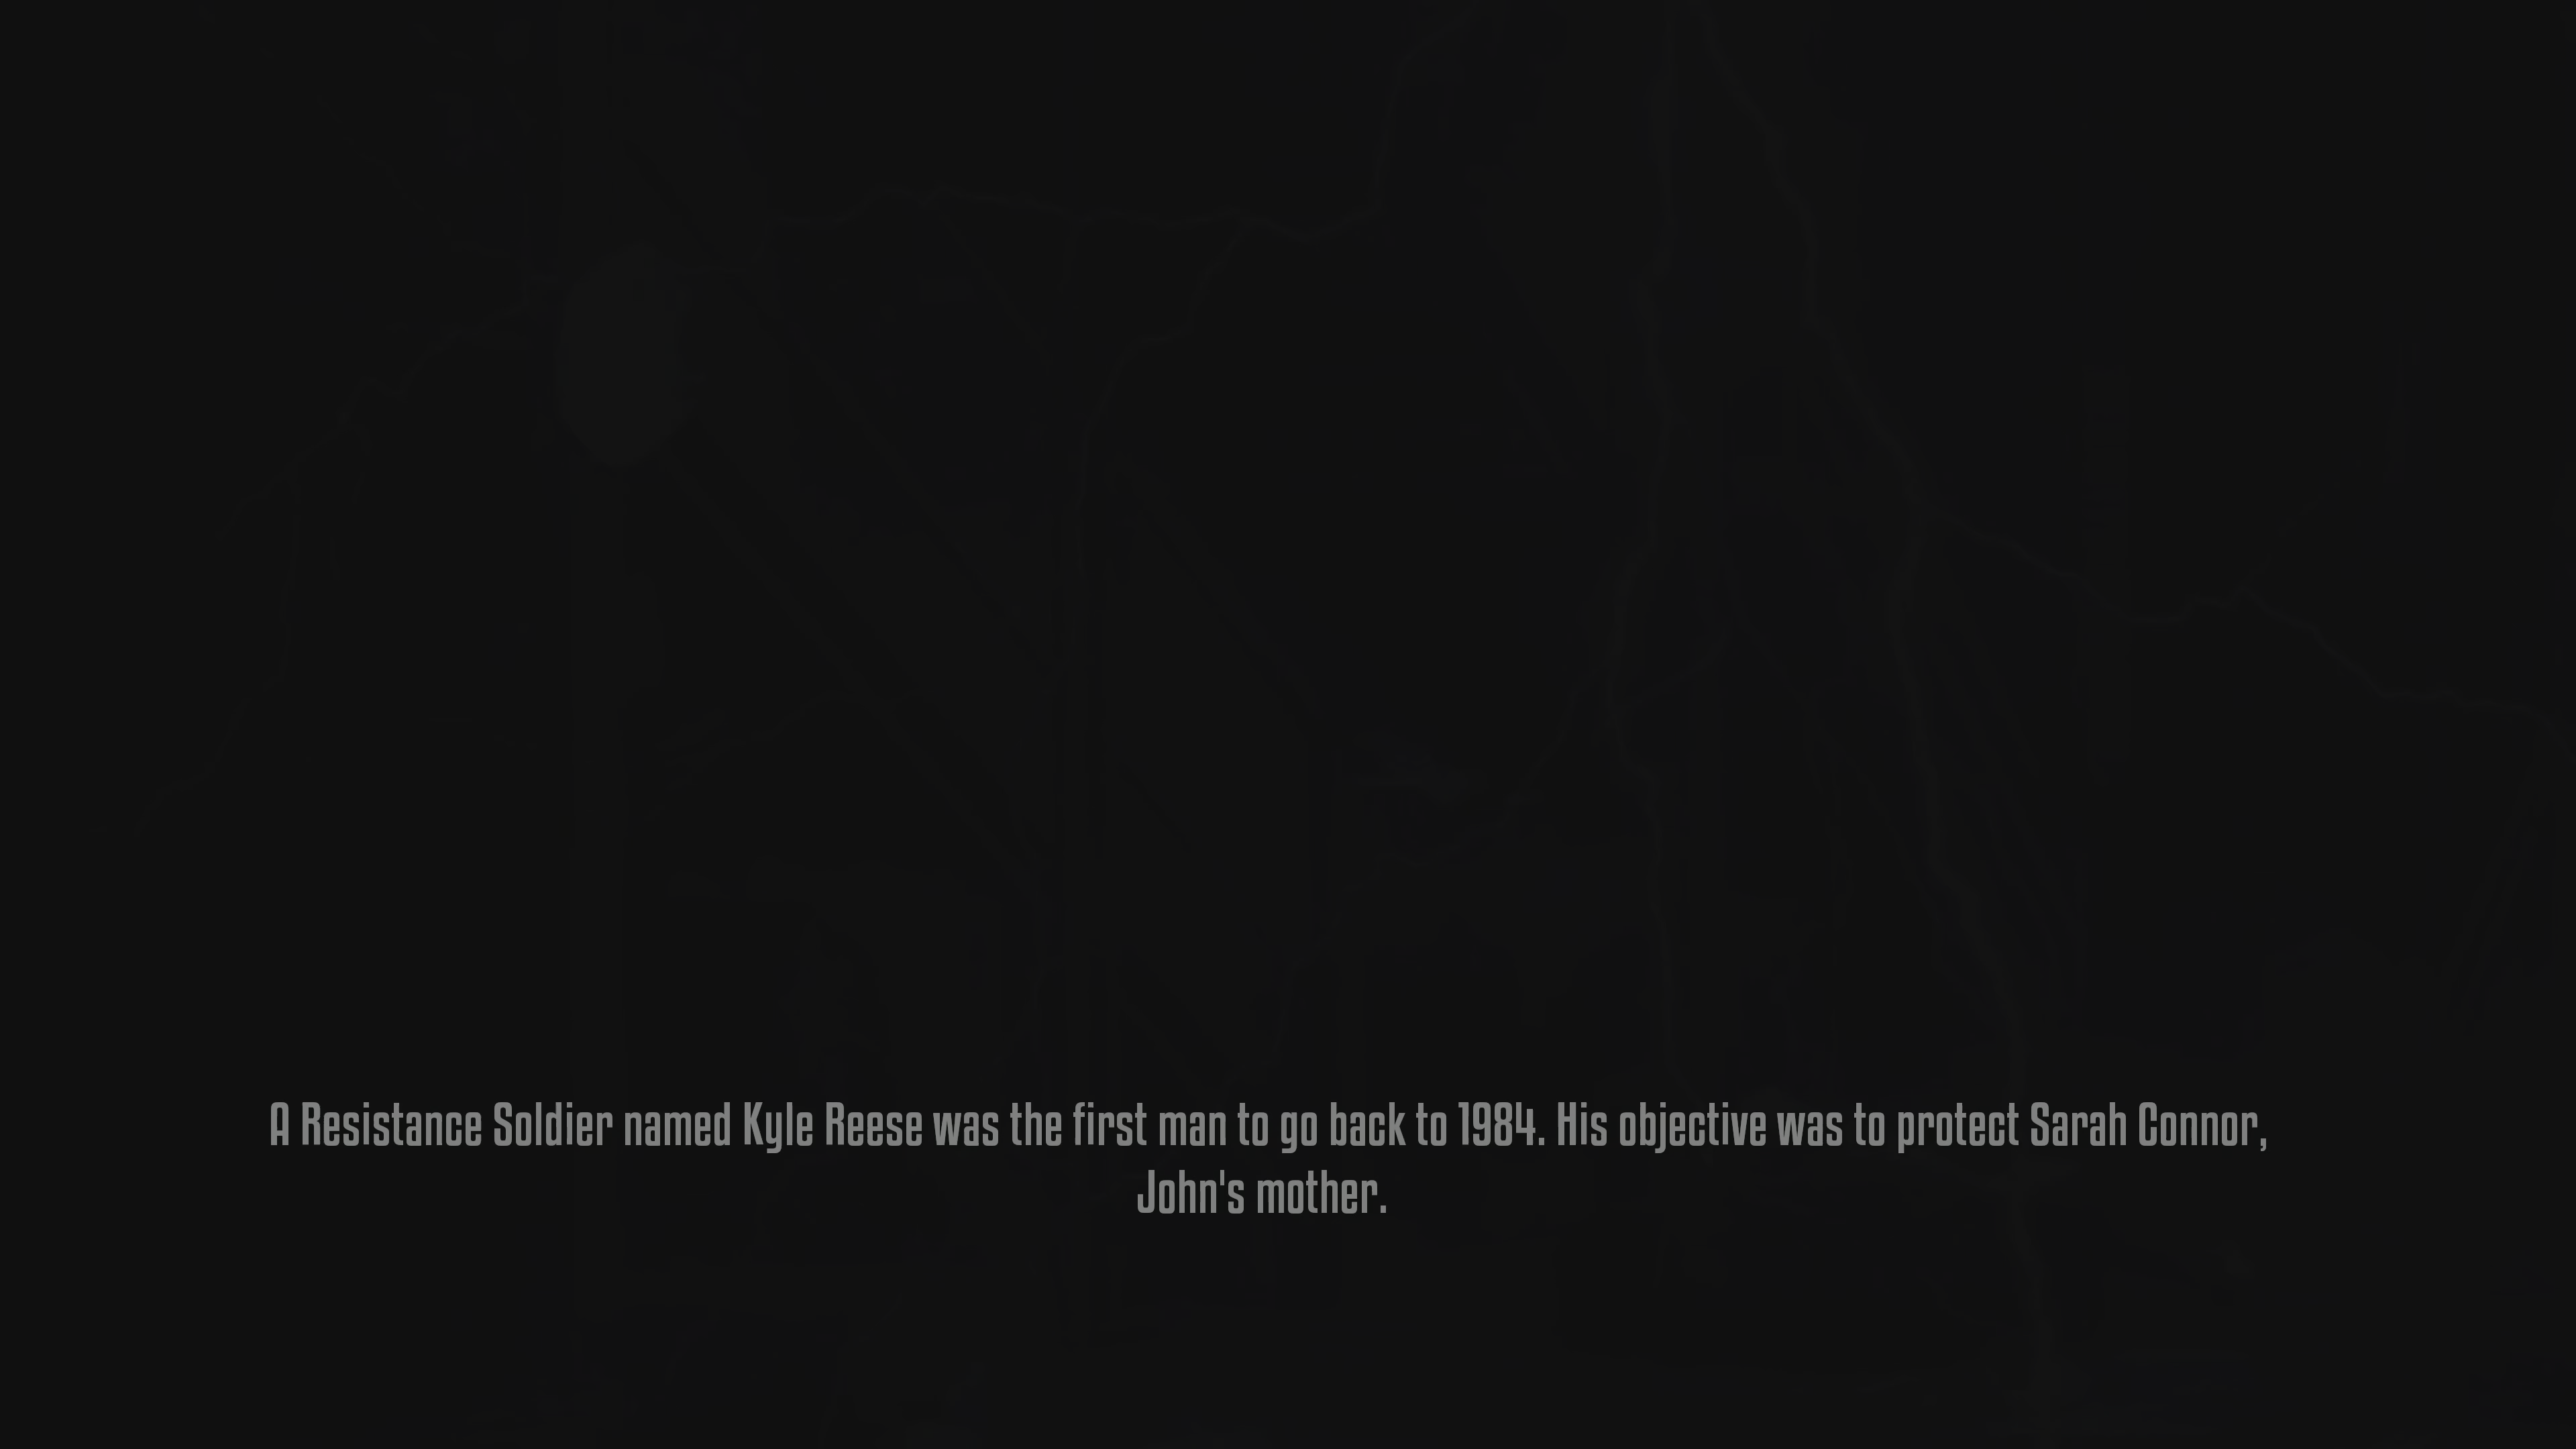 A Resistance Soldier named Kyle Reese was the first man to go back to 1984. His objective was to protect Sarah Connor,
John's mother.